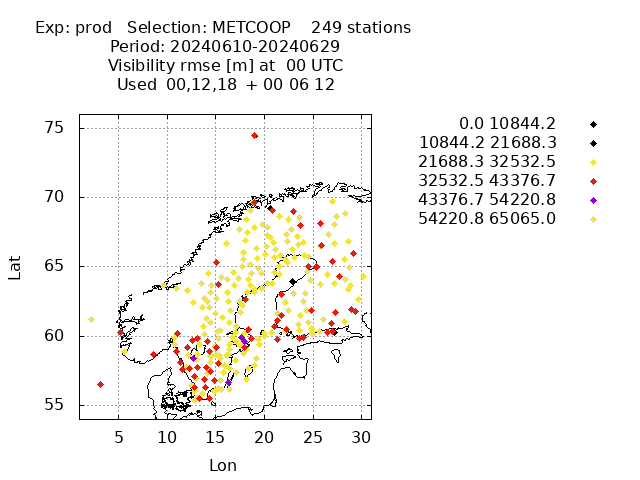 Exp: prod   Selection: METCOOP    249 stations
Period: 20240610-20240629
Visibility rmse [m] at  00 UTC
Used  00,12,18  + 00 06 12
0.0 10844.2
10844.2 21688.3
21688.3 32532.5
32532.5 43376.7
43376.7 54220.8
54220.8 65065.0
75
70
65
60
55
Lat
5 10 15 20 25 30
Lon